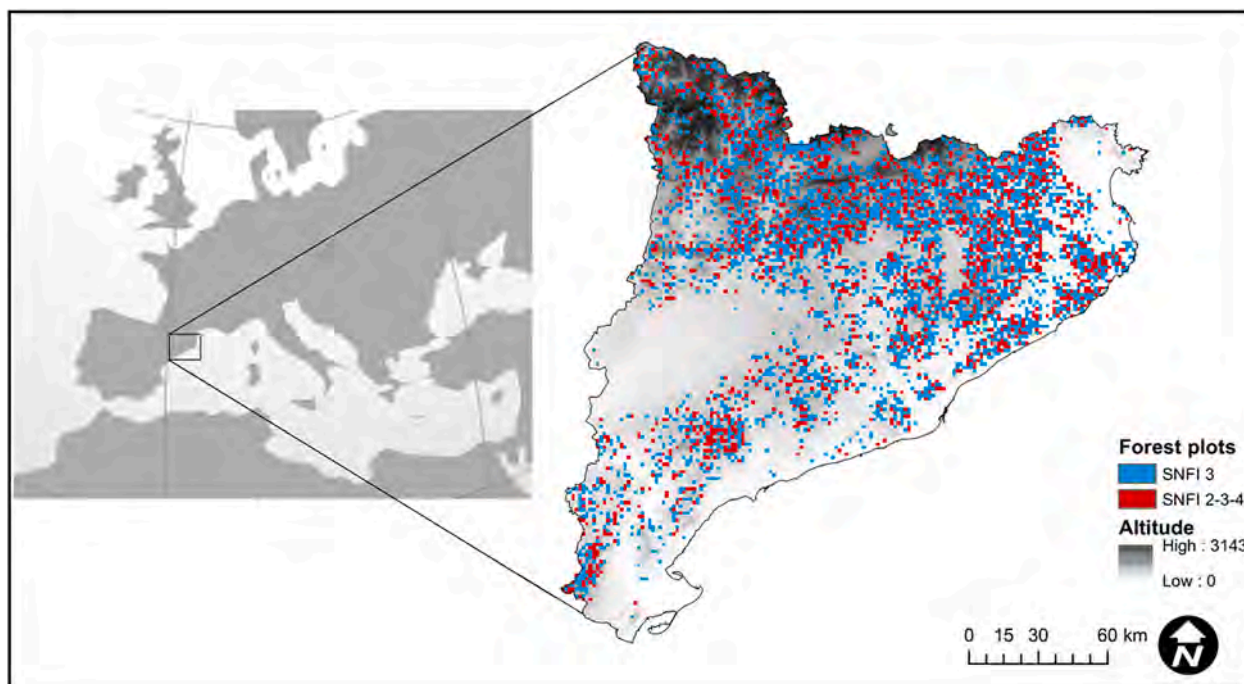 Forest plots
SNFI 3
SNFI 2-3-4
Altitude
High : 3143
Low : 0
0 15 30 60 km
N